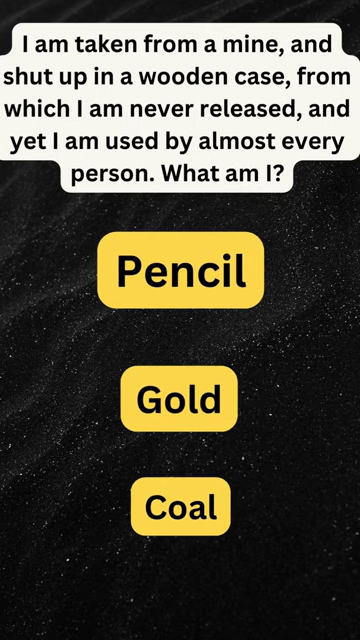 I am taken from a mine, and
shut up in a wooden case, from
which I am never released, and
yet I am used by almost every
person. What am I?
Pencil
Gold
Coal